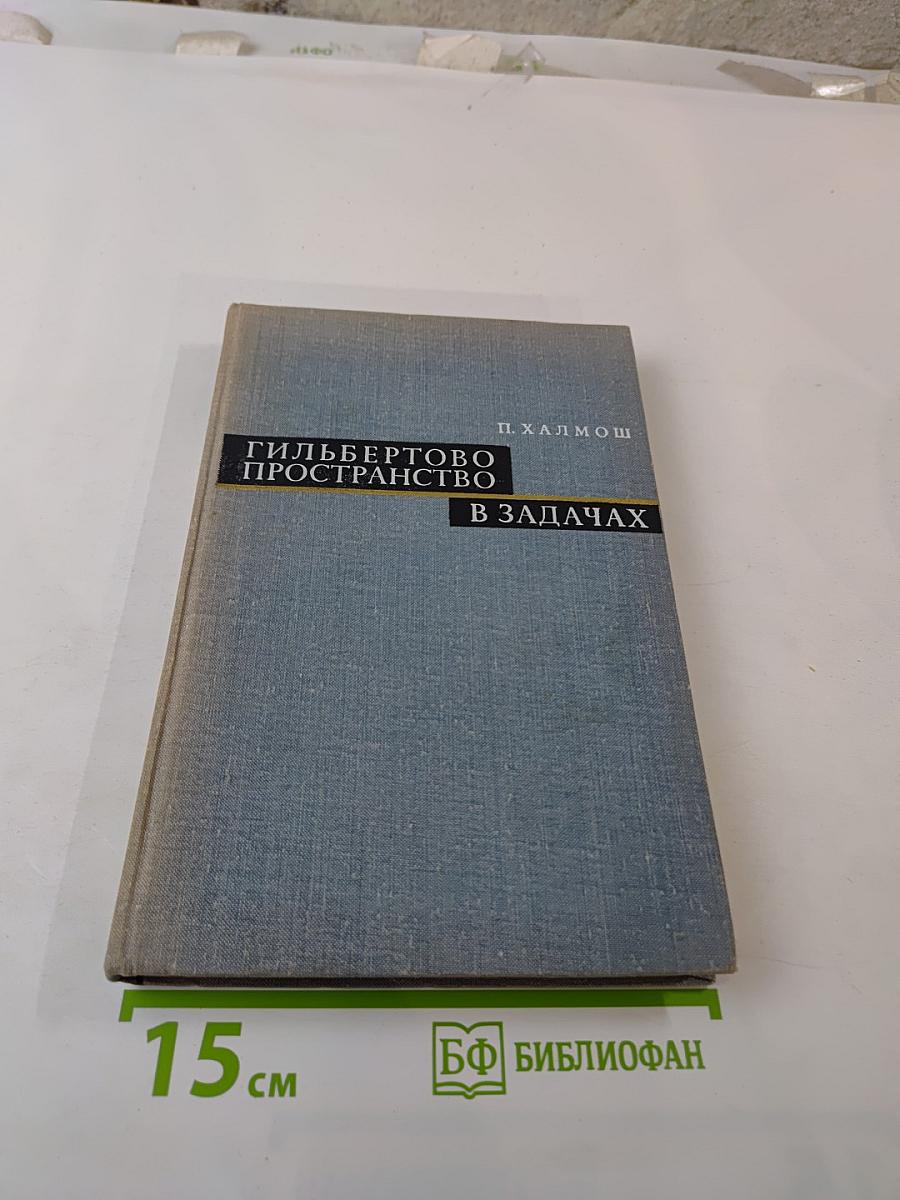 П. ХАЛМОШ
ГИЛЬБЕРТОВО
ПРОСТРАНСТВО
В ЗАДАЧАХ
15 см
БФ БИБЛИОФАН